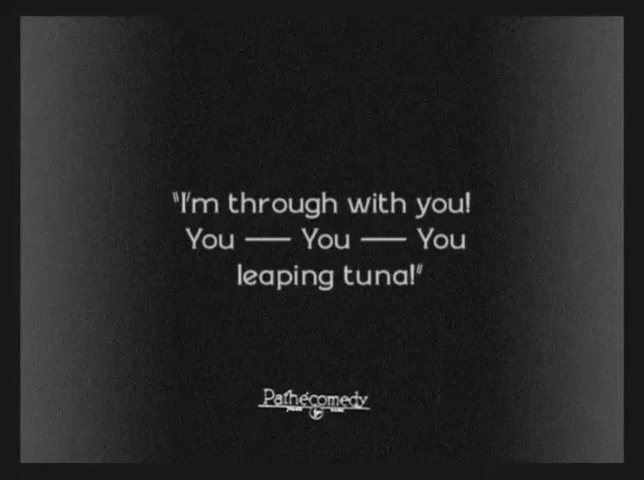 "I'm through with you!
You — You — You
leaping tuna!"
Pathécomedy